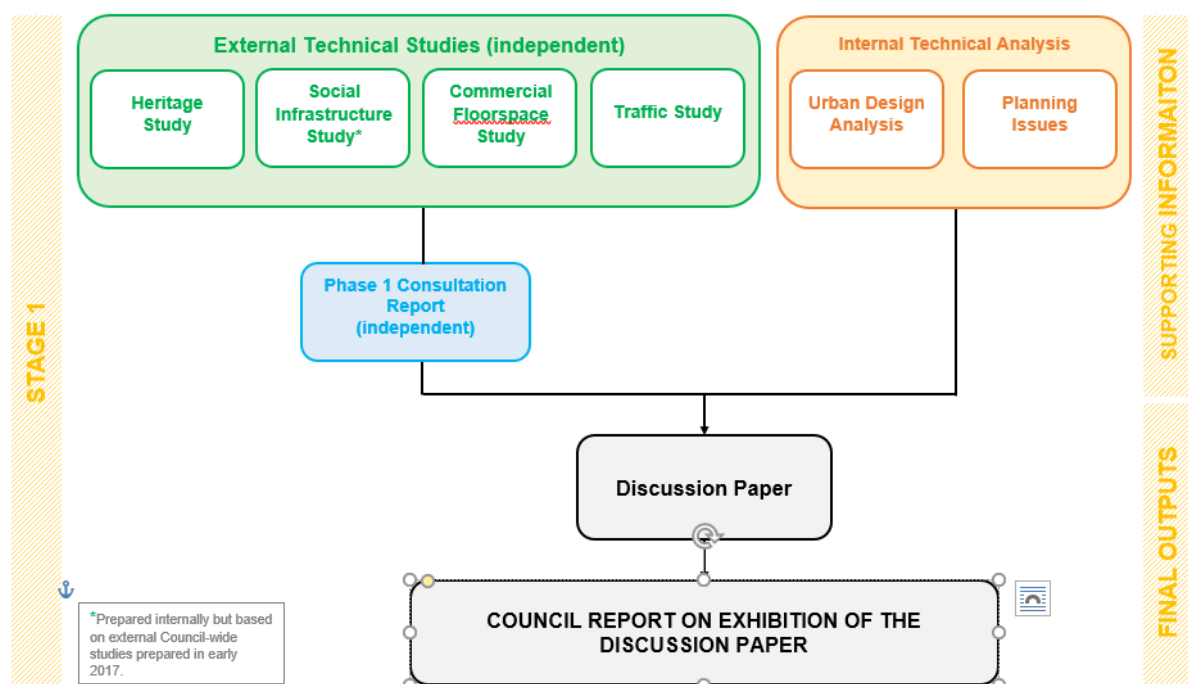 External Technical Studies (independent)
Heritage
Study
Social
Infrastructure
Study*
Commercial
Floorspace
Study
Traffic Study
Internal Technical Analysis
Urban Design
Analysis
Planning
Issues
STAGE 1
SUPPORTING INFORMAITON
Phase 1 Consultation
Report
(independent)
Discussion Paper
FINAL OUTPUTS
COUNCIL REPORT ON EXHIBITION OF THE
DISCUSSION PAPER
*Prepared internally but based
on external Council-wide
studies prepared in early
2017.